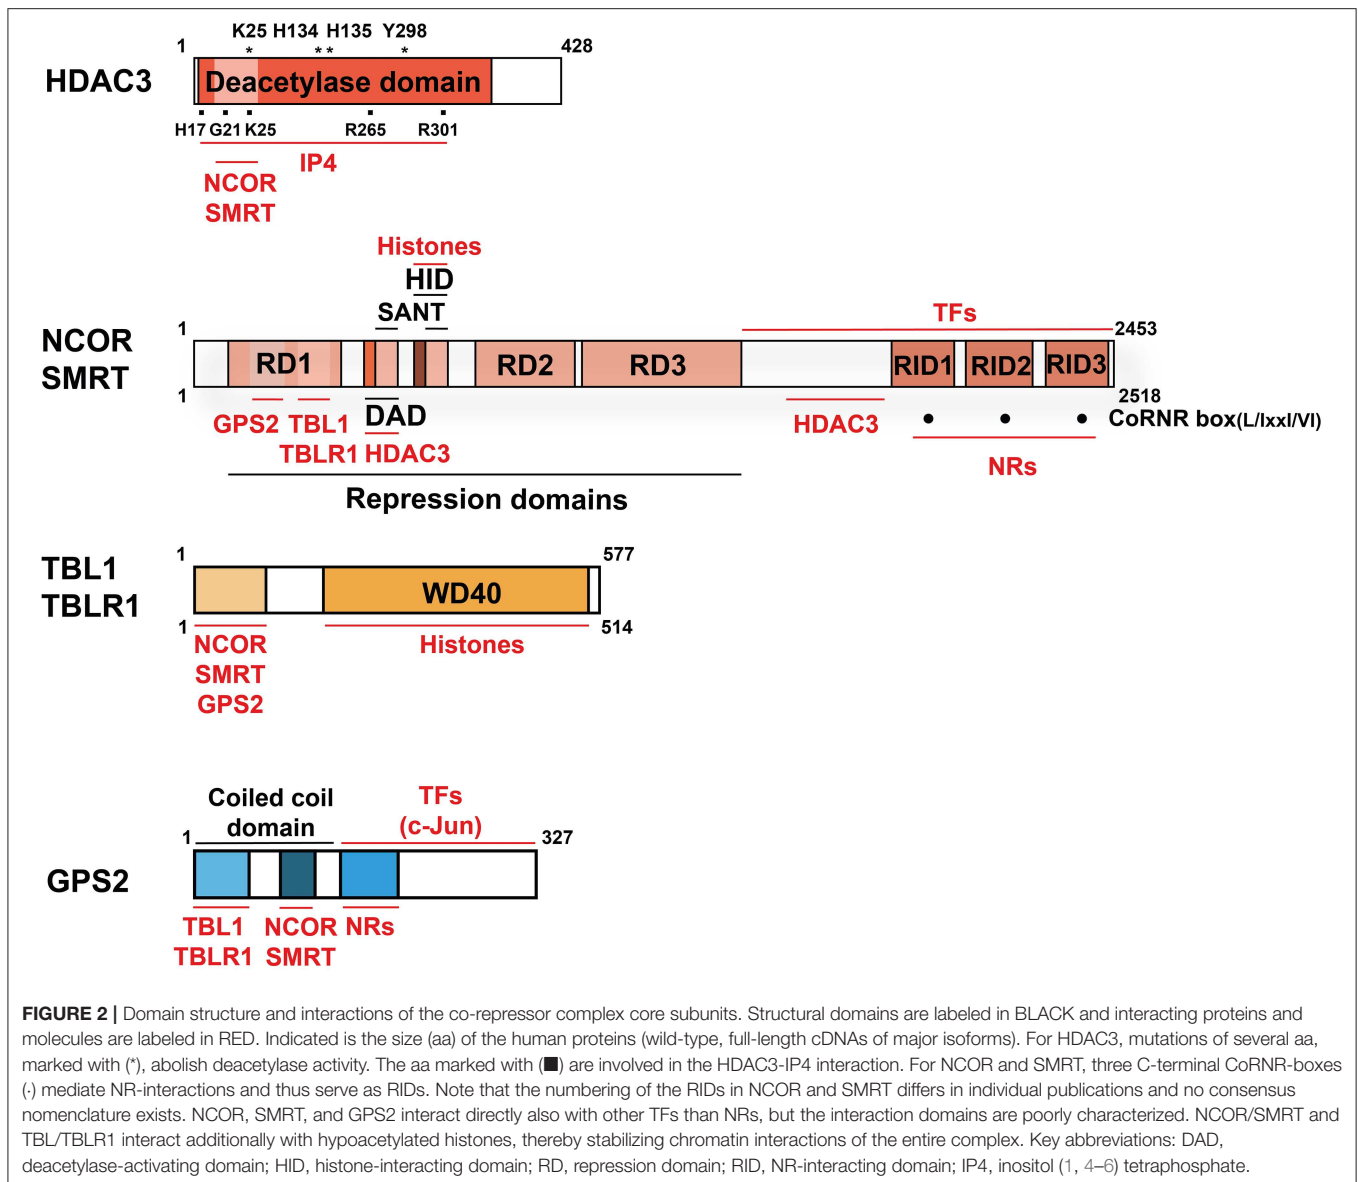 K25 H134 H135 Y298
* ** *
1 428
HDAC3
Deacetylase domain
H17 G21 K25 R265 R301
IP4
NCOR
SMRT
Histones
HID
SANT
TFs
1 2453
NCOR
SMRT
RD1 RD2 RD3 RID1 RID2 RID3
1 2518
GPS2 TBL1 DAD HDAC3 CoRNR box(L/IxxI/VI)
TBLR1 HDAC3
NRs
Repression domains
1 577
TBL1
TBLR1
WD40
1 514
NCOR Histones
SMRT
GPS2
Coiled coil
domain
TFs
(c-Jun)
1 327
GPS2
TBL1 NCOR NRs
TBLR1 SMRT
FIGURE 2 | Domain structure and interactions of the co-repressor complex core subunits. Structural domains are labeled in BLACK and interacting proteins and
molecules are labeled in RED. Indicated is the size (aa) of the human proteins (wild-type, full-length cDNAs of major isoforms). For HDAC3, mutations of several aa,
marked with (*), abolish deacetylase activity. The aa marked with (■) are involved in the HDAC3-IP4 interaction. For NCOR and SMRT, three C-terminal CoRNR-boxes
(·) mediate NR-interactions and thus serve as RIDs. Note that the numbering of the RIDs in NCOR and SMRT differs in individual publications and no consensus
nomenclature exists. NCOR, SMRT, and GPS2 interact directly also with other TFs than NRs, but the interaction domains are poorly characterized. NCOR/SMRT and
TBL/TBLR1 interact additionally with hypoacetylated histones, thereby stabilizing chromatin interactions of the entire complex. Key abbreviations: DAD,
deacetylase-activating domain; HID, histone-interacting domain; RD, repression domain; RID, NR-interacting domain; IP4, inositol (1, 4–6) tetraphosphate.